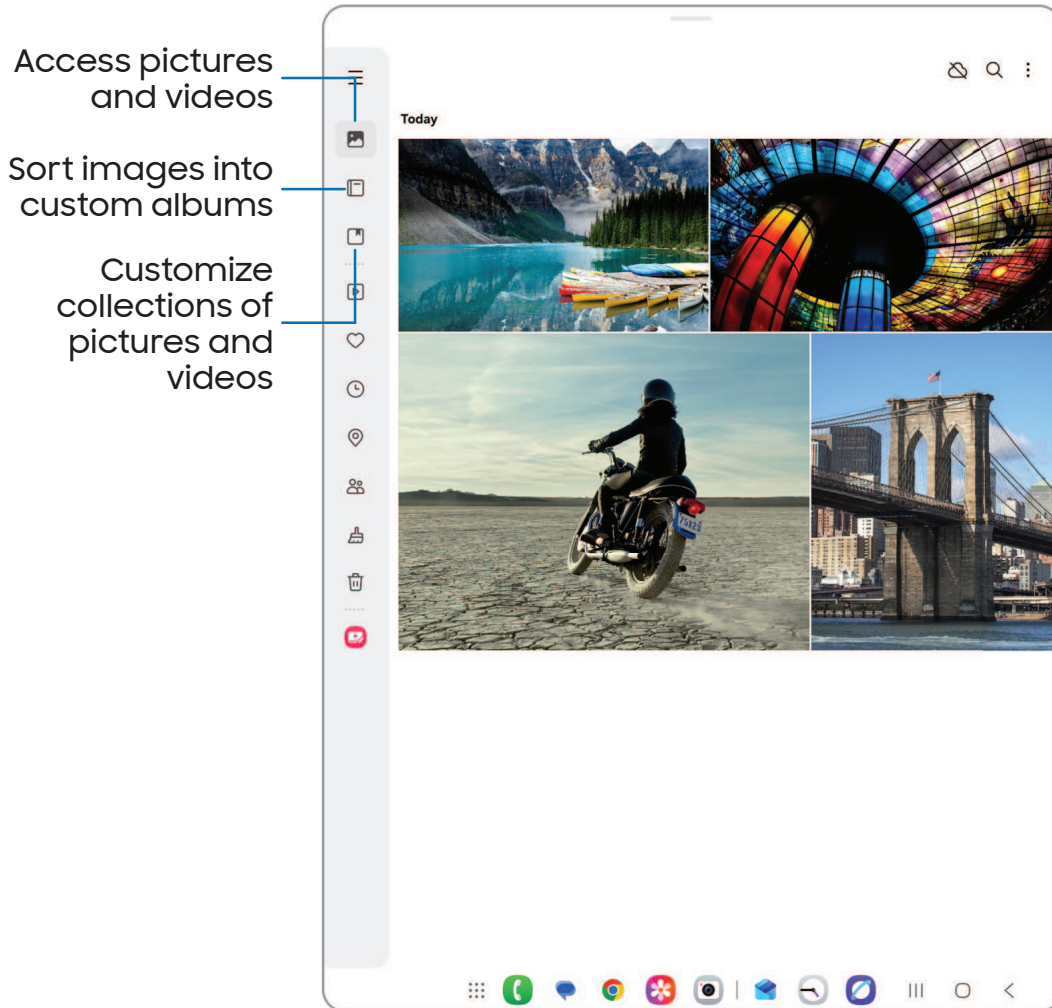 Access pictures
and videos
Sort images into
custom albums
Customize
collections of
pictures and
videos
Today